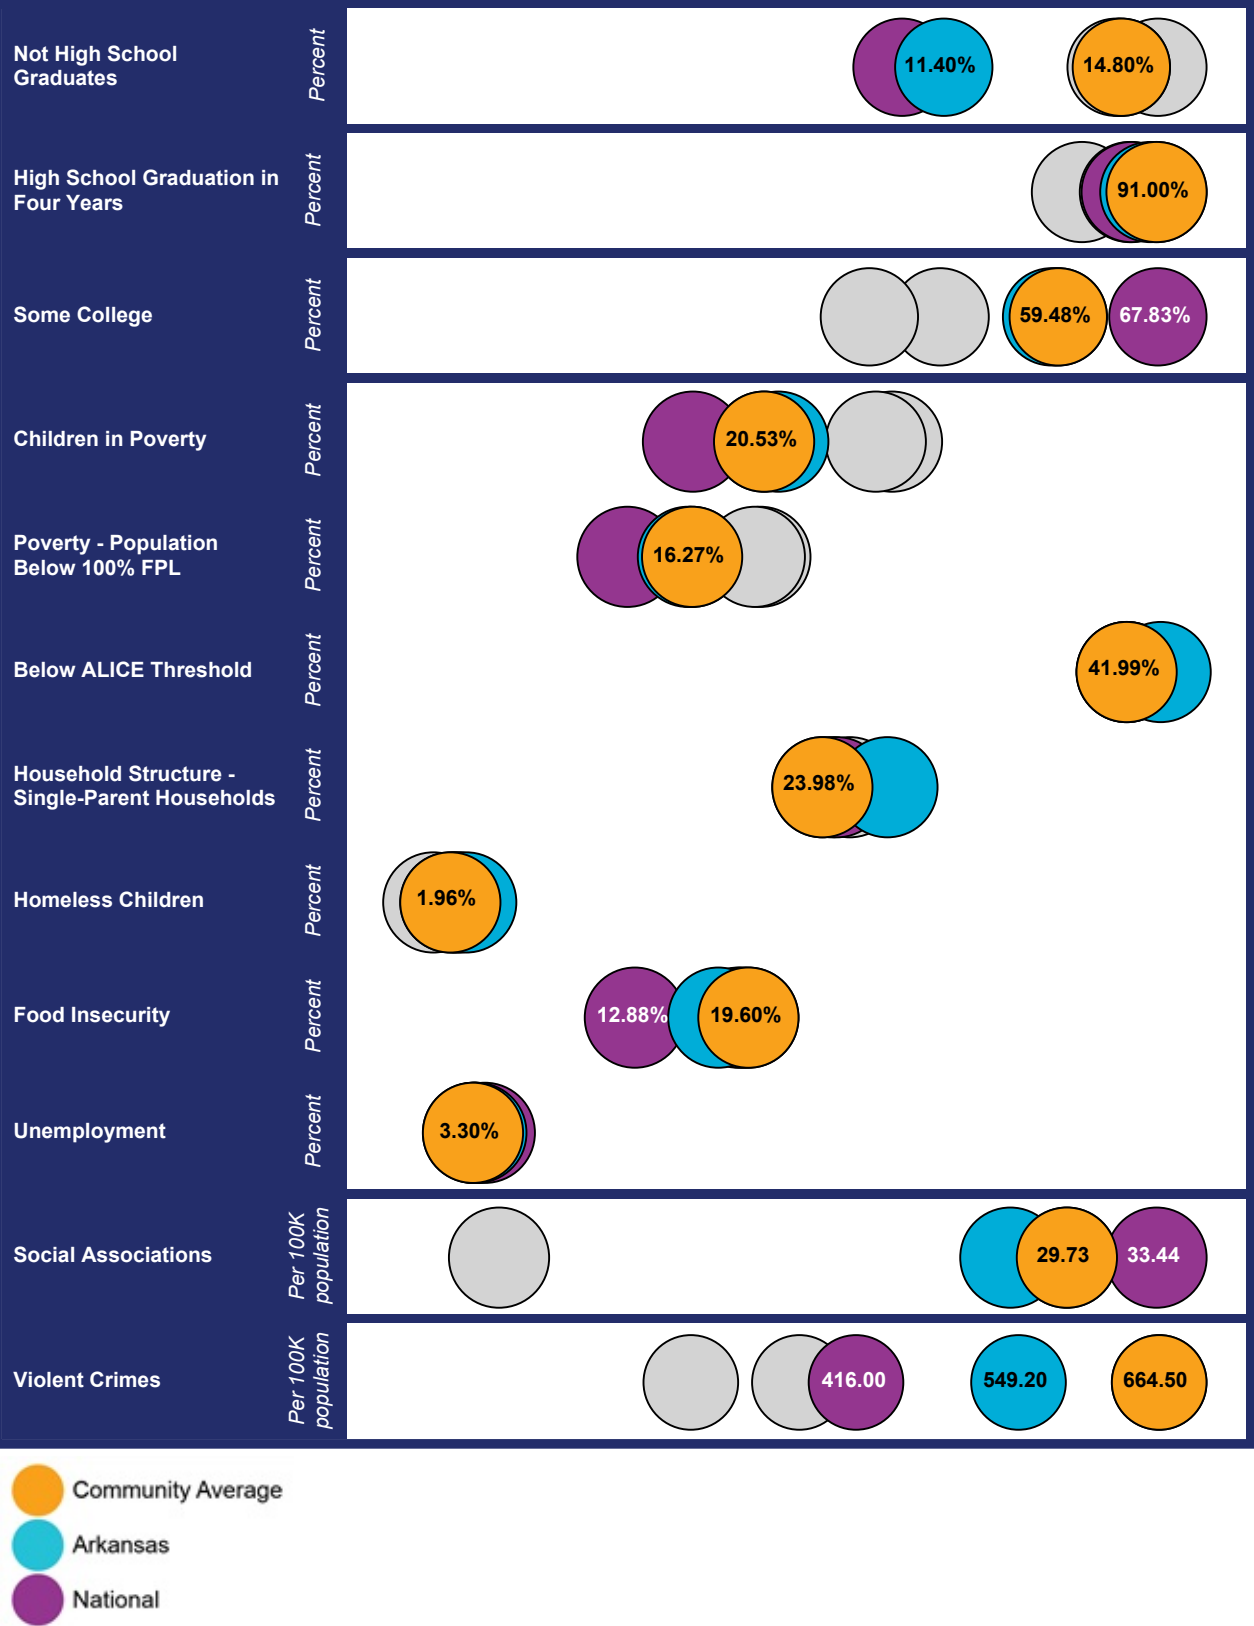 Not High School
Graduates
Percent
11.40%
14.80%
High School Graduation in
Four Years
Percent
91.00%
Some College
Percent
59.48%
67.83%
Children in Poverty
Percent
20.53%
Poverty - Population
Below 100% FPL
Percent
16.27%
Below ALICE Threshold
Percent
41.99%
Household Structure -
Single-Parent Households
Percent
23.98%
Homeless Children
Percent
1.96%
Food Insecurity
Percent
12.88%
19.60%
Unemployment
Percent
3.30%
Social Associations
Per 100K
population
29.73
33.44
Violent Crimes
Per 100K
population
416.00
549.20
664.50
Community Average
Arkansas
National